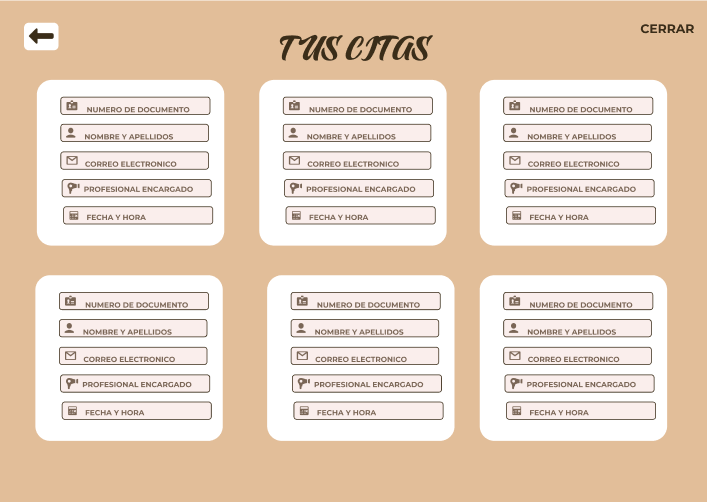 CERRAR
TUS CITAS
NUMERO DE DOCUMENTO
NOMBRE Y APELLIDOS
CORREO ELECTRONICO
PROFESIONAL ENCARGADO
FECHA Y HORA
NUMERO DE DOCUMENTO
NOMBRE Y APELLIDOS
CORREO ELECTRONICO
PROFESIONAL ENCARGADO
FECHA Y HORA
NUMERO DE DOCUMENTO
NOMBRE Y APELLIDOS
CORREO ELECTRONICO
PROFESIONAL ENCARGADO
FECHA Y HORA
NUMERO DE DOCUMENTO
NOMBRE Y APELLIDOS
CORREO ELECTRONICO
PROFESIONAL ENCARGADO
FECHA Y HORA
NUMERO DE DOCUMENTO
NOMBRE Y APELLIDOS
CORREO ELECTRONICO
PROFESIONAL ENCARGADO
FECHA Y HORA
NUMERO DE DOCUMENTO
NOMBRE Y APELLIDOS
CORREO ELECTRONICO
PROFESIONAL ENCARGADO
FECHA Y HORA